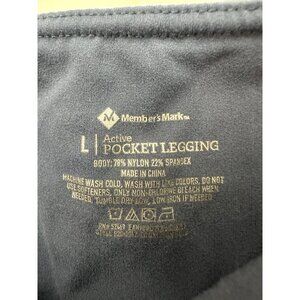 Member's Mark™
L
Active
POCKET LEGGING
BODY: 78% NYLON 22% SPANDEX
MADE IN CHINA
MACHINE WASH COLD, WASH WITH LIKE COLORS, DO NOT
USE SOFTENERS, ONLY NON-CHLORINE BLEACH WHEN
NEEDED, TUMBLE DRY LOW, LOW IRON IF NEEDED